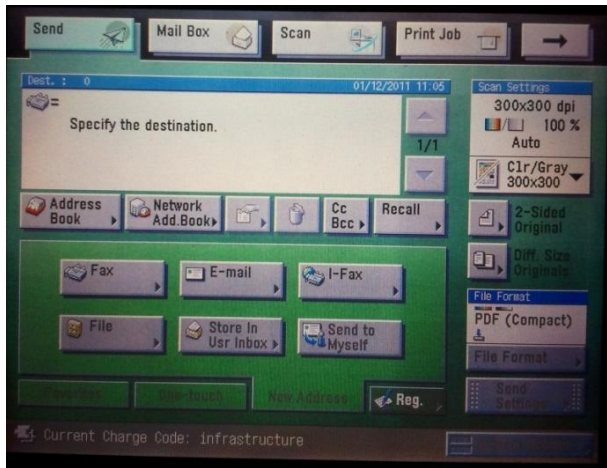 Send
Mail Box
Scan
Print Job
Dest. : 0
01/12/2011 11:05
Specify the destination.
1/1
Scan Settings
300x300 dpi
100 %
Auto
Clr/Gray
300x300
Address
Book
Network
Add.Book
Cc
Bcc
Recall
2-Sided
Original
Diff. Size
Originals
Fax
E-mail
I-Fax
File
Store In
Usr Inbox
Send to
Myself
File Format
PDF (Compact)
File Format
Send
Settings
Favorites
One-touch
New Address
Reg.
Current Charge Code: infrastructure